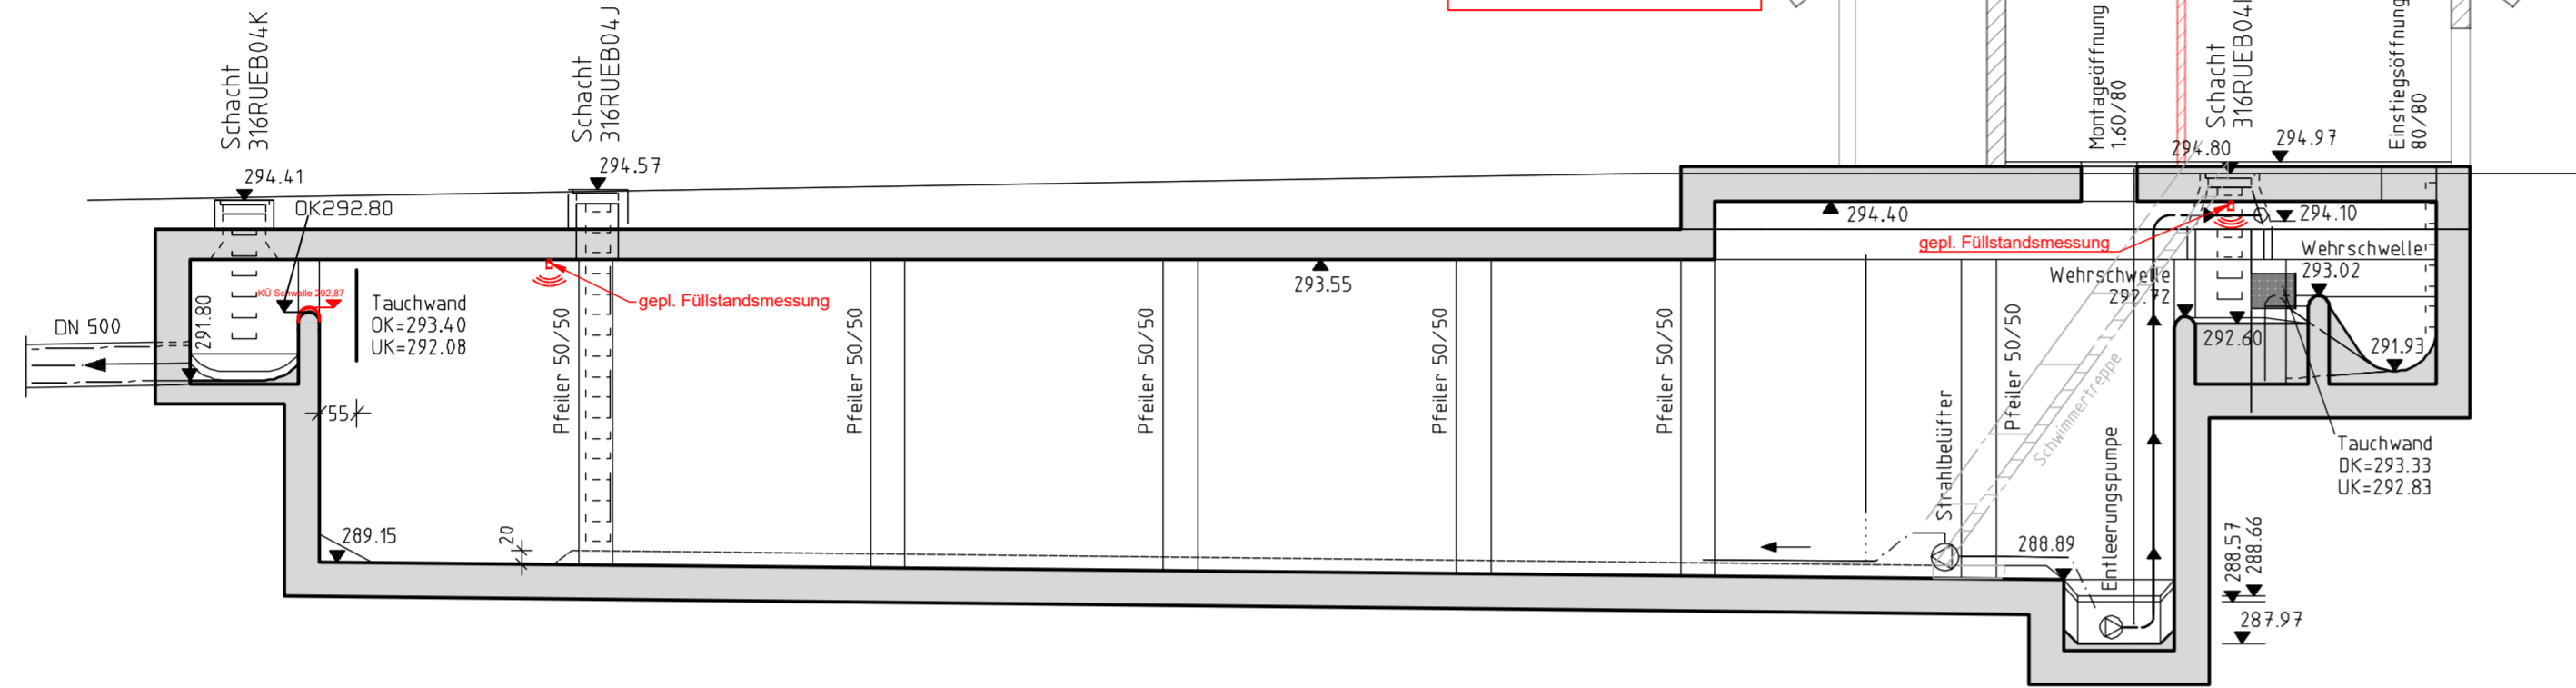 Schacht
316RUEB04K
294.41
OK292.80
KÜ Schwelle 292,87
291.80
DN 500
Tauchwand
OK=293.40
UK=292.08
55
289.15
Schacht
316RUEB04J
294.57
Pfeiler 50/50
gepl. Füllstandsmessung
20
Pfeiler 50/50
Pfeiler 50/50
293.55
Pfeiler 50/50
Pfeiler 50/50
294.40
Strahlbelüfter
Pfeiler 50/50
Schwimmertreppe
288.89
Entleerungspumpe
Montageöffnung
1.60/80
Schacht
294.80
294.97
Einstiegsöffnung
80/80
gepl. Füllstandsmessung
294.10
Wehrschwelle
293.02
Wehrschwelle
292.72
292.60
291.93
Tauchwand
OK=293.33
UK=292.83
288.57
288.66
287.97